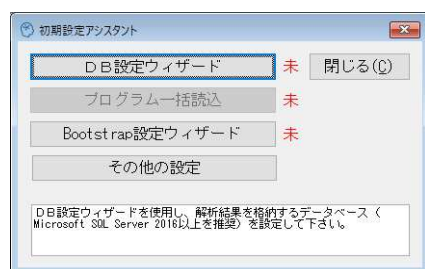 初期設定アシスタント
DB設定ウィザード 未 閉じる(C)
プログラム一括読込 未
Bootstrap設定ウィザード 未
その他の設定
DB設定ウィザードを使用し、解析結果を格納するデータベース（
Microsoft SQL Server 2016以上を推奨）を設定して下さい。